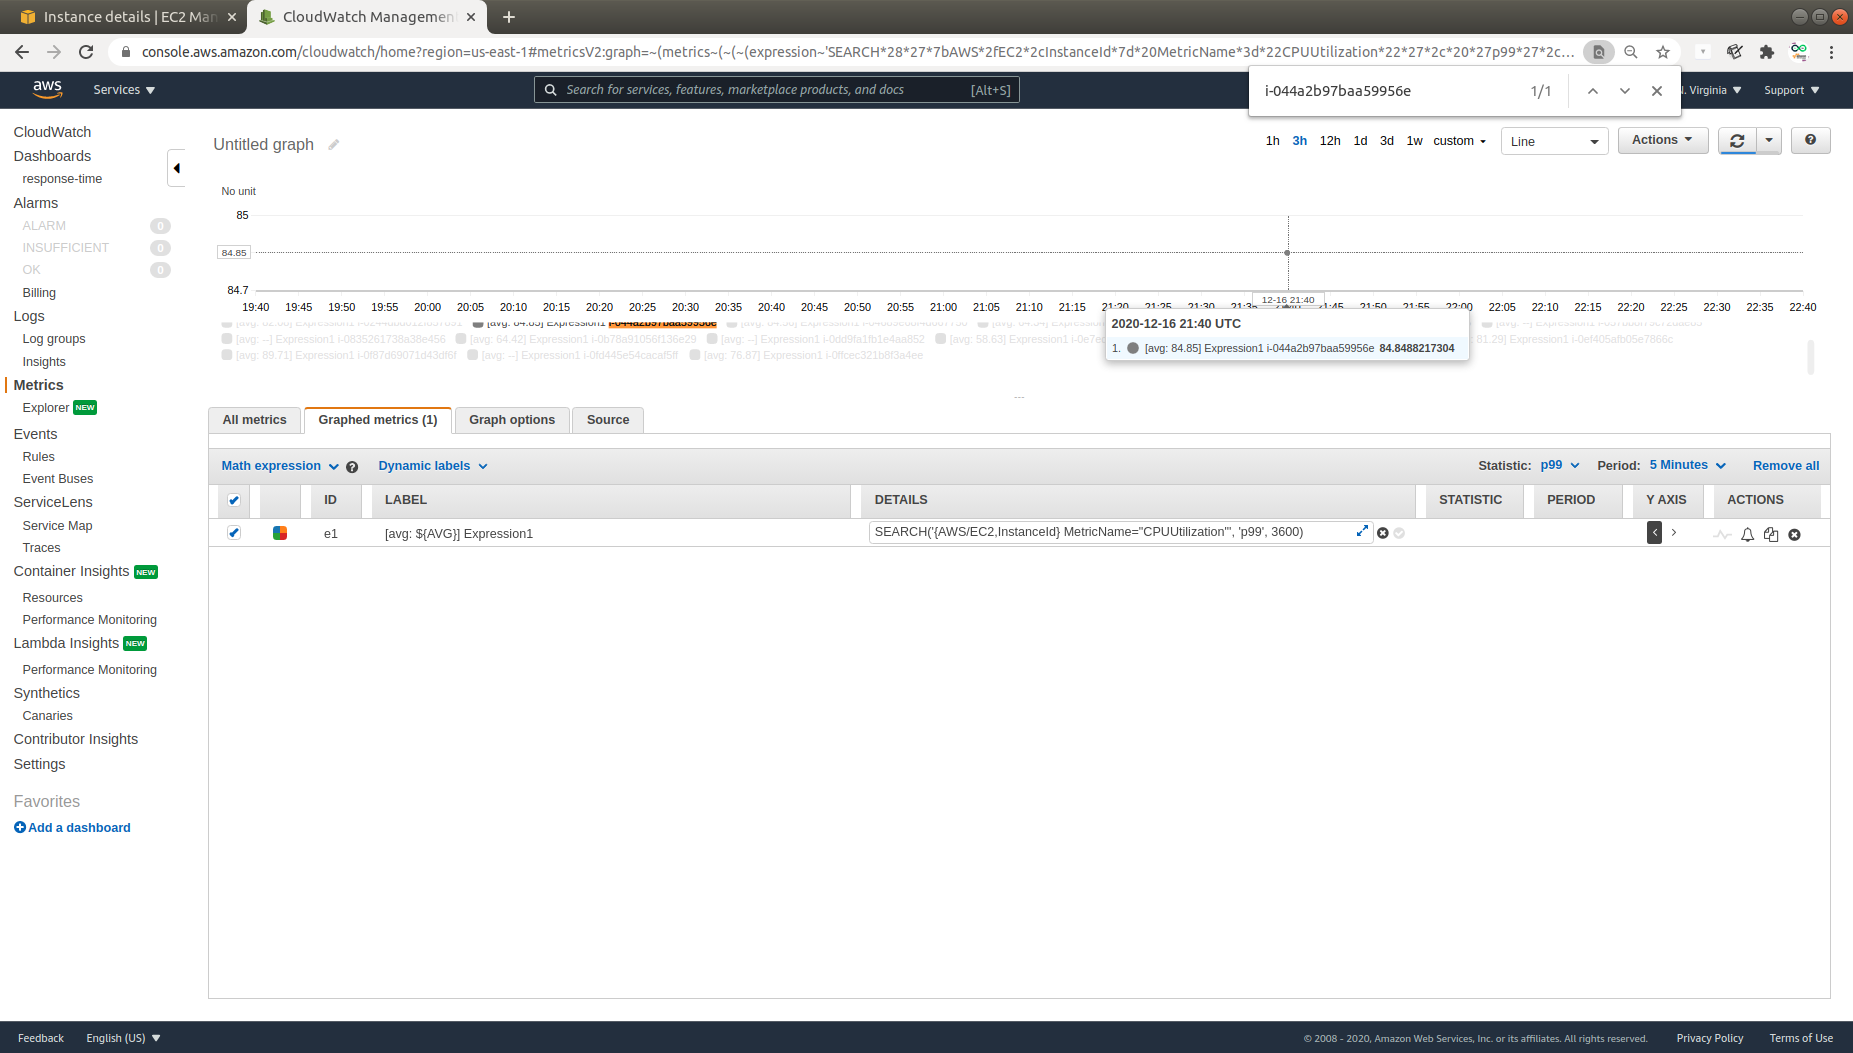 Instance details | EC2 Man
CloudWatch Managemen
console.aws.amazon.com/cloudwatch/home?region=us-east-1#metricsV2:graph=~(metrics~(~(~(expression~'SEARCH*28*27*7bAWS*2fEC2*2cInstanceId*7d*20MetricName*3d*22CPUUtilization*22*27*2c*20*27p99*27*2c...
i-044a2b97baa59956e 1/1
aws Services Search for services, features, marketplace products, and docs [Alt+S] N. Virginia Support
CloudWatch
Dashboards
response-time
Alarms
ALARM 0
INSUFFICIENT 0
OK 0
Billing
Logs
Log groups
Insights
Metrics
Explorer NEW
Events
Rules
Event Buses
ServiceLens
Service Map
Traces
Container Insights NEW
Resources
Performance Monitoring
Lambda Insights NEW
Performance Monitoring
Synthetics
Canaries
Contributor Insights
Settings
Favorites
Add a dashboard
Untitled graph
1h 3h 12h 1d 3d 1w custom Line Actions
No unit
85
84.85
84.7
19:40 19:45 19:50 19:55 20:00 20:05 20:10 20:15 20:20 20:25 20:30 20:35 20:40 20:45 20:50 20:55 21:00 21:05 21:10 21:15 21:20 21:25 21:30 21:35 21:40 21:45 21:50 21:55 22:00 22:05 22:10 22:15 22:20 22:25 22:30 22:35 22:40
12-16 21:40
[avg: 84.85] Expression1 i-044a2b97baa59956e
[avg: --] Expression1 i-0835261738a38e456 [avg: 64.42] Expression1 i-0b78a91056f136e29 [avg: --] Expression1 i-0dd9fa1fb1e4aa852 [avg: 58.63] Expression1 81.29] Expression1 i-0ef405afb05e7866c
[avg: 89.71] Expression1 i-0f87d69071d43df6f [avg: --] Expression1 i-0fd445e54cacaf5ff [avg: 76.87] Expression1 i-0ffcec321b8f3a4ee
2020-12-16 21:40 UTC
1. [avg: 84.85] Expression1 i-044a2b97baa59956e 84.8488217304
All metrics Graphed metrics (1) Graph options Source
Math expression Dynamic labels Statistic: p99 Period: 5 Minutes Remove all
ID LABEL DETAILS STATISTIC PERIOD Y AXIS ACTIONS
e1 [avg: ${AVG}] Expression1 SEARCH('{AWS/EC2,InstanceId} MetricName="CPUUtilization"', 'p99', 3600)
Feedback English (US) © 2008 - 2020, Amazon Web Services, Inc. or its affiliates. All rights reserved. Privacy Policy Terms of Use